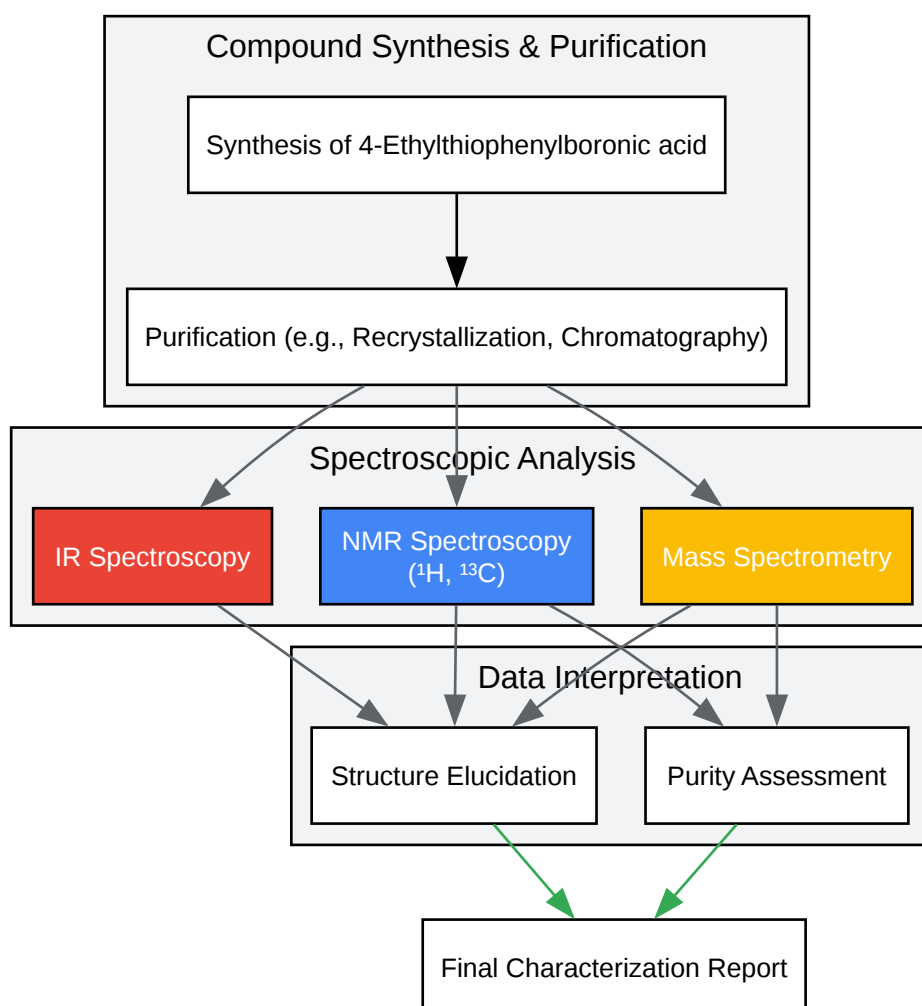 Compound Synthesis & Purification
Synthesis of 4-Ethylthiophenylboronic acid
Purification (e.g., Recrystallization, Chromatography)
Spectroscopic Analysis
IR Spectroscopy
NMR Spectroscopy
(¹H, ¹³C)
Mass Spectrometry
Data Interpretation
Structure Elucidation
Purity Assessment
Final Characterization Report